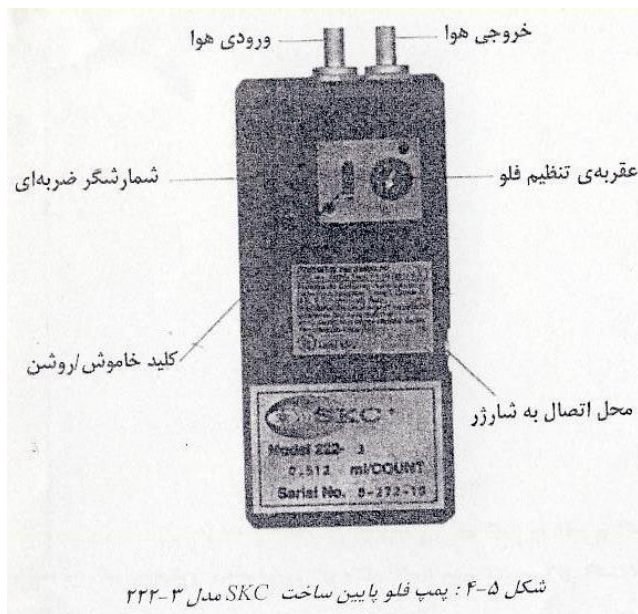 خروجی هوا
ورودی هوا
شمارشگر ضربه‌ای
عقربه‌ی تنظیم فلو
کلید خاموش/روشن
محل اتصال به شارژر
SKC
Model 222- 3
0.512 ml/COUNT
Serial No.
شکل ۵-۴: پمپ فلو پایین ساخت SKC مدل ۳-۲۲۲